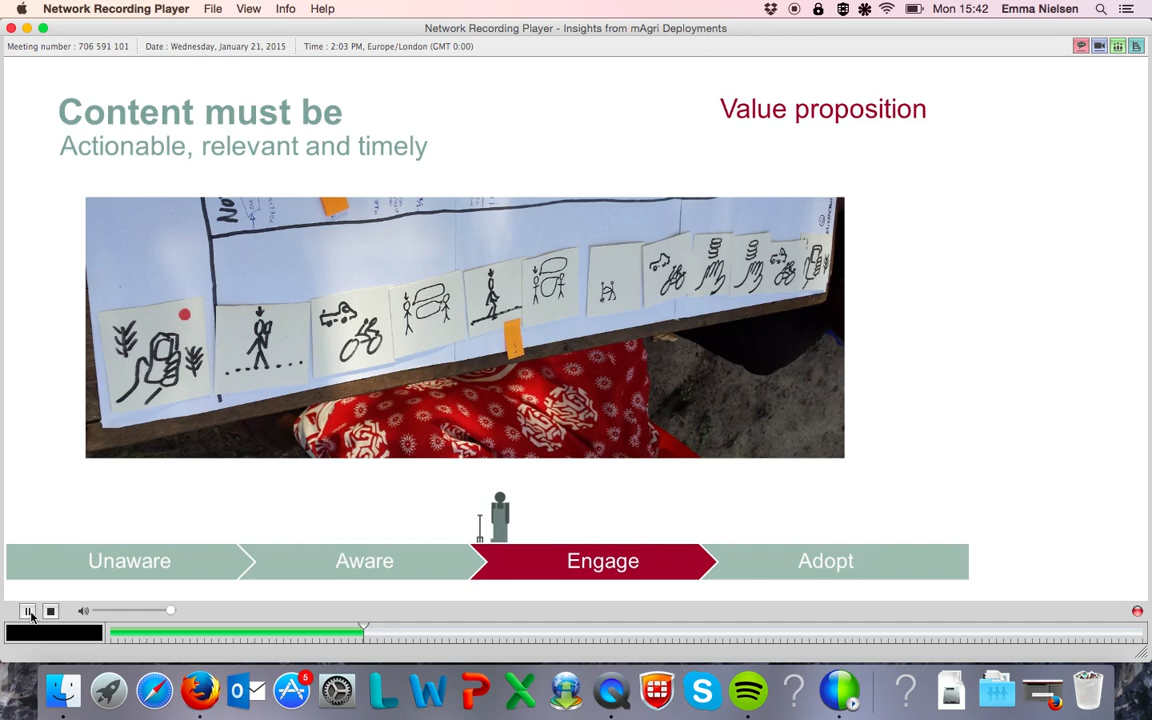 Network Recording Player File View Info Help Mon 15:42 Emma Nielsen
Network Recording Player - Insights from mAgri Deployments
Meeting number : 706 591 101 Date : Wednesday, January 21, 2015 Time : 2:03 PM, Europe/London (GMT 0:00)
Content must be
Value proposition
Actionable, relevant and timely
No
Unaware Aware Engage Adopt
5